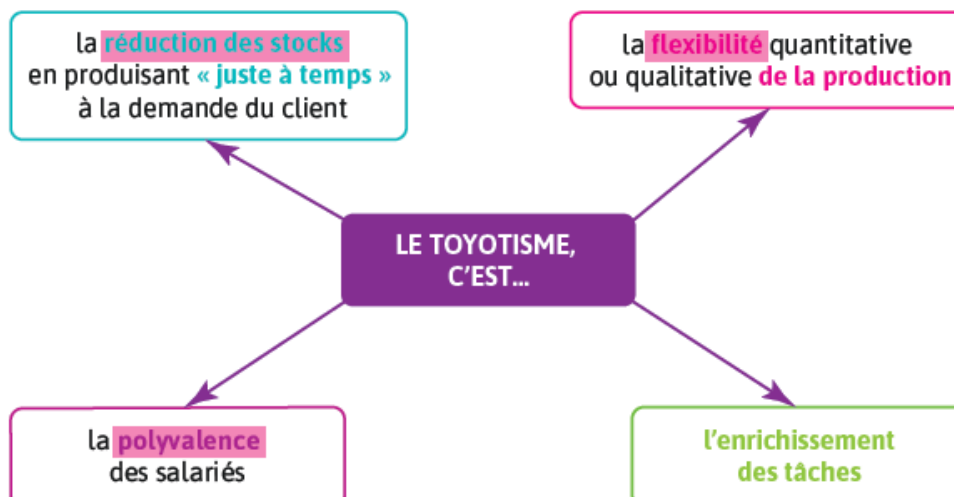 la réduction des stocks
en produisant « juste à temps »
à la demande du client
la flexibilité quantitative
ou qualitative de la production
LE TOYOTISME,
C’EST...
la polyvalence
des salariés
l’enrichissement
des tâches